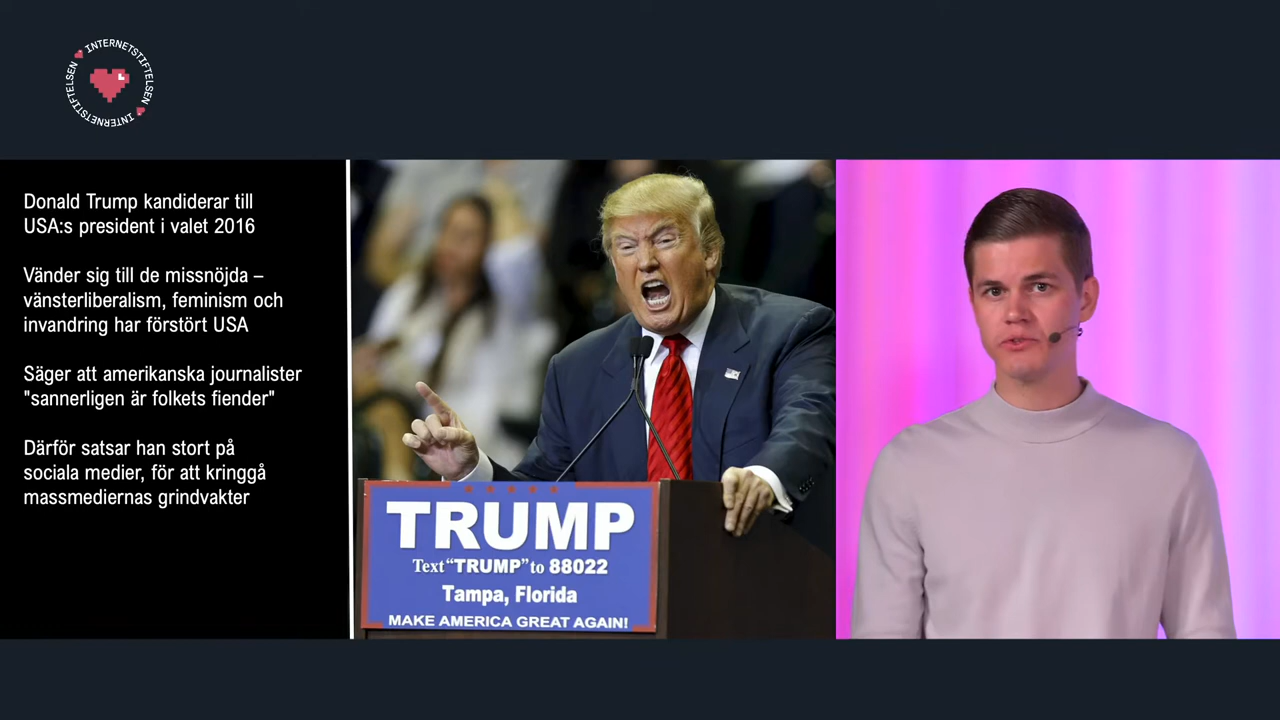 INTERNETSTIFTELSEN
INTERNETSTIFTELSEN
Donald Trump kandiderar till
USA:s president i valet 2016
Vänder sig till de missnöjda –
vänsterliberalism, feminism och
invandring har förstört USA
Säger att amerikanska journalister
"sannerligen är folkets fiender"
Därför satsar han stort på
sociala medier, för att kringgå
massmediernas grindvakter
TRUMP
Text “TRUMP” to 88022
Tampa, Florida
MAKE AMERICA GREAT AGAIN!